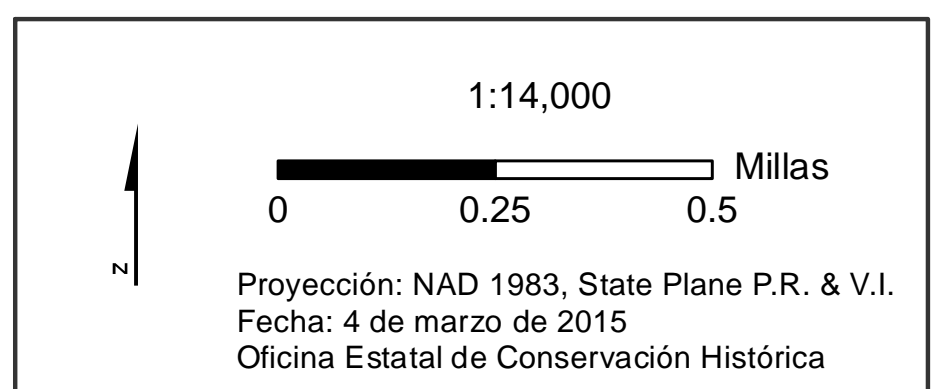 1:14,000
Millas
0 0.25 0.5
N
Proyección: NAD 1983, State Plane P.R. & V.I.
Fecha: 4 de marzo de 2015
Oficina Estatal de Conservación Histórica